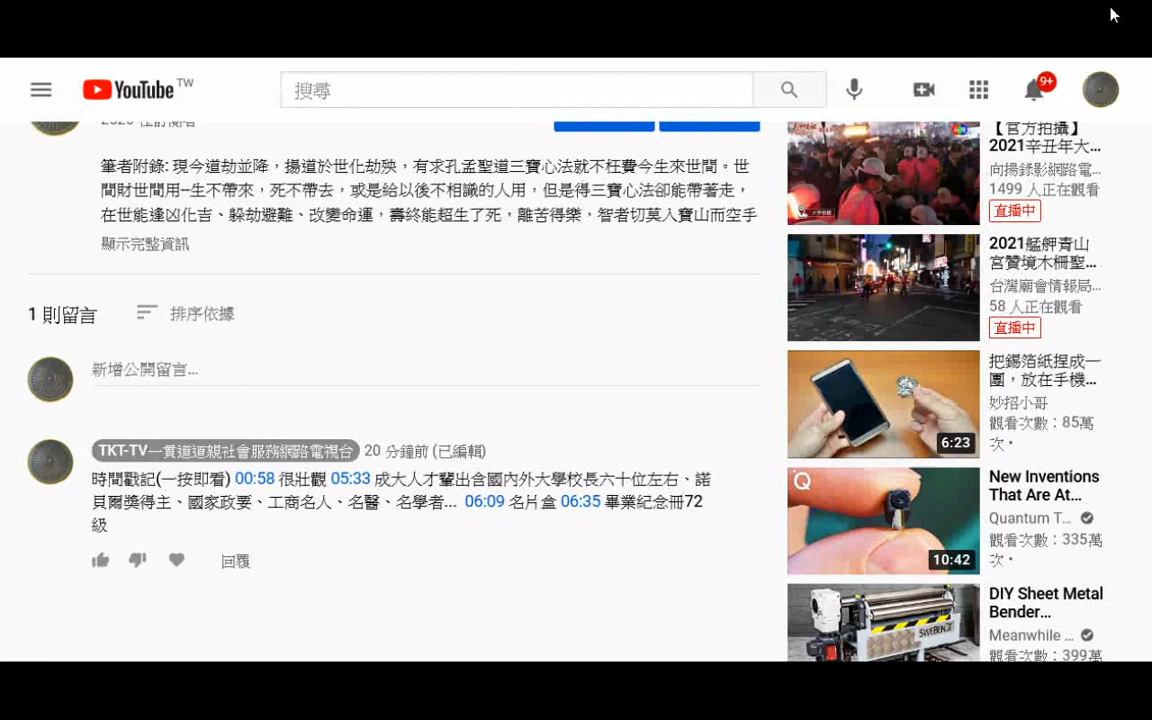 YouTube TW
搜尋
9+
筆者附錄: 現今道劫並降，揚道於世化劫殃，有求孔孟聖道三寶心法就不枉費今生來世間。世
間財世間用--生不帶來，死不帶去，或是給以後不相識的人用，但是得三寶心法卻能帶著走，
在世能逢凶化吉、躲劫避難、改變命運，壽終能超生了死，離苦得樂，智者切莫入寶山而空手
顯示完整資訊
1 則留言
排序依據
新增公開留言...
TKT-TV一貫道道親社會服務網路電視台 20 分鐘前 (已編輯)
時間戳記(一按即看) 00:58 很壯觀 05:33 成大人才輩出含國內外大學校長六十位左右、諾
貝爾獎得主、國家政要、工商名人、名醫、名學者... 06:09 名片盒 06:35 畢業紀念冊72
級
回覆
【官方拍攝】
2021辛丑年大...
向揚錄影網路電...
1499 人正在觀看
直播中
2021艋舺青山
宮贊境木柵聖...
台灣廟會情報局...
58 人正在觀看
直播中
6:23
把錫箔紙捏成一
團，放在手機...
妙招小哥
觀看次數：85萬
次・
Q
10:42
New Inventions
That Are At...
Quantum T...
觀看次數：335萬
次・
SWEBEND
DIY Sheet Metal
Bender...
Meanwhile ...
觀看次數：399萬